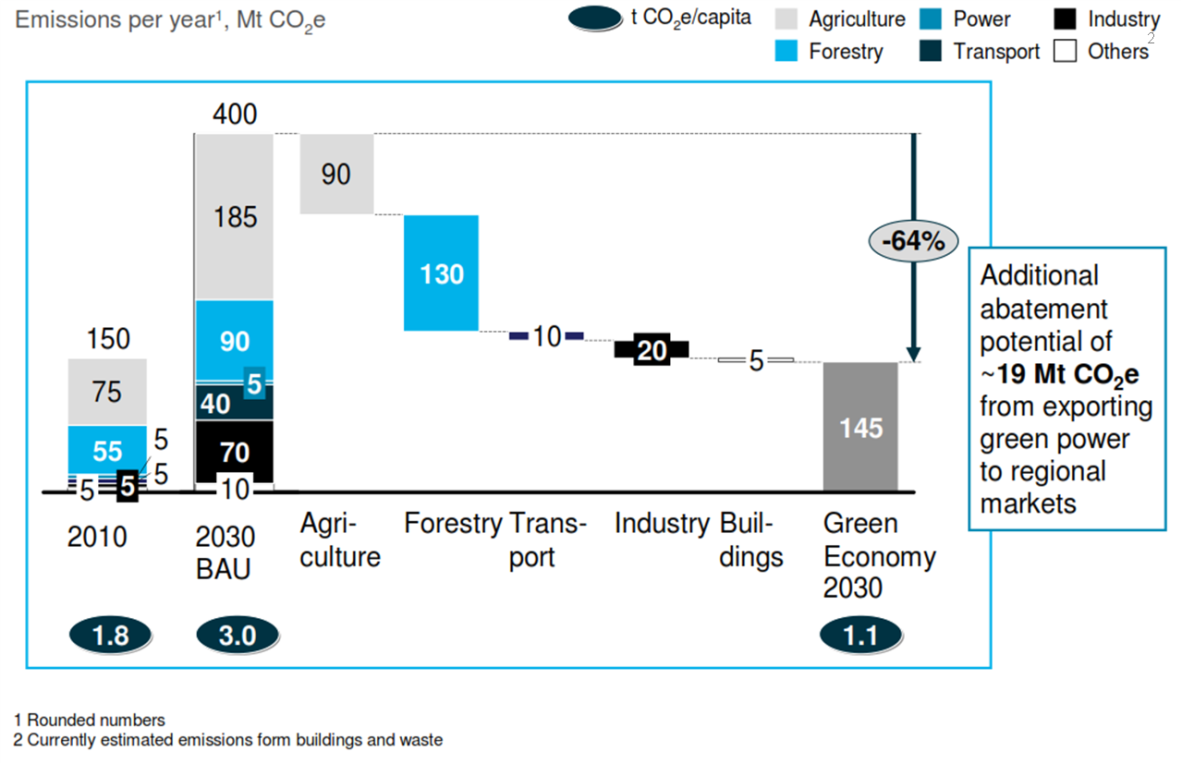 Emissions per year¹, Mt CO₂e
t CO₂e/capita
Agriculture
Power
Industry
Forestry
Transport
Others²
400
90
185
-64%
130
Additional
abatement
potential of
~19 Mt CO₂e
from exporting
green power
to regional
markets
150
90
10
20
5
75
5
40
145
55
5
70
5
5
5
10
2010
2030
BAU
Agri-
culture
Forestry
Trans-
port
Industry
Buil-
dings
Green
Economy
2030
1.8
3.0
1.1
1 Rounded numbers
2 Currently estimated emissions form buildings and waste